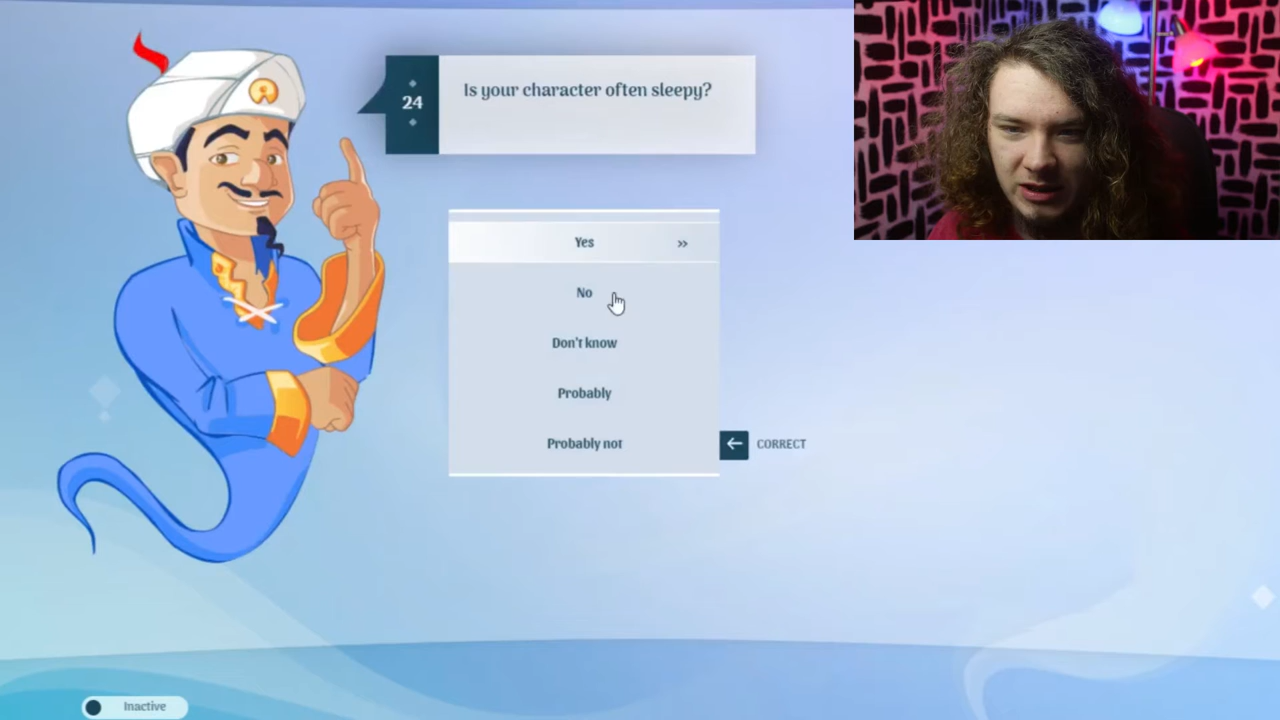 24
Is your character often sleepy?
Yes
No
Don't know
Probably
Probably not
CORRECT
Inactive